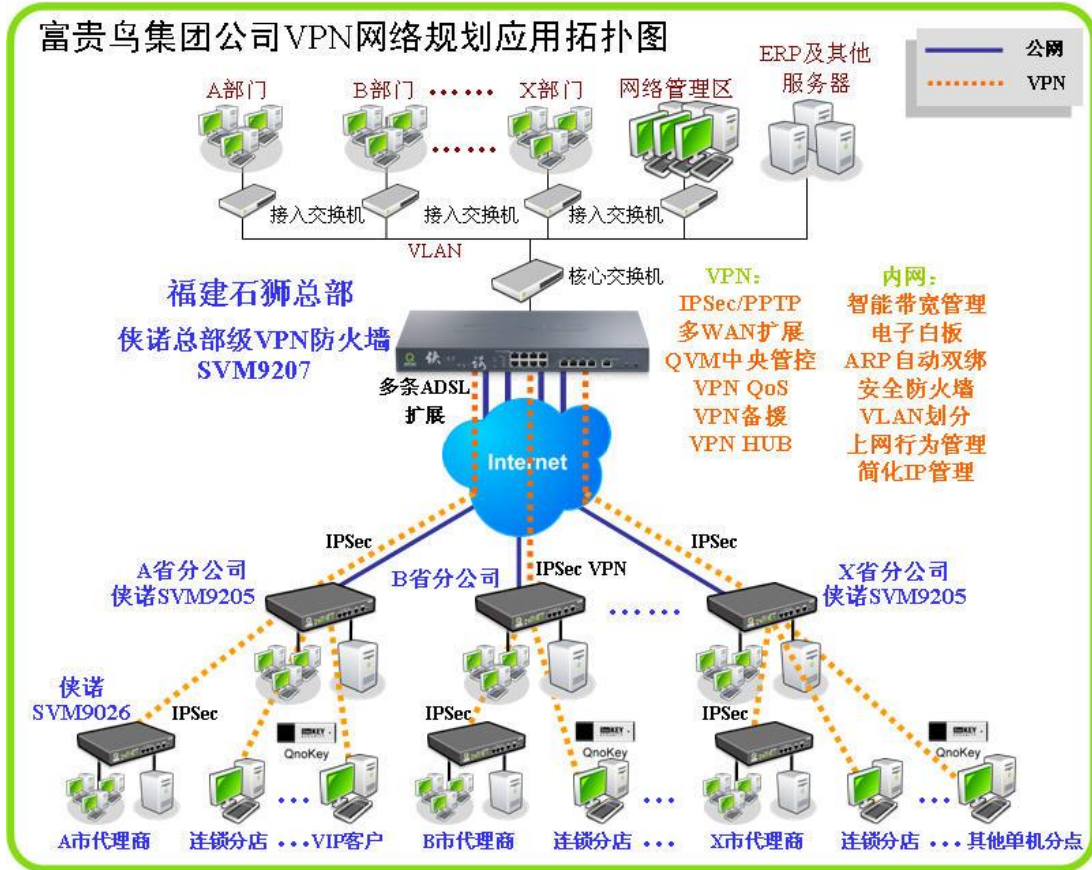 富贵鸟集团公司VPN网络规划应用拓扑图
公网
VPN
A部门
B部门
X部门
网络管理区
ERP及其他
服务器
接入交换机
接入交换机
接入交换机
VLAN
核心交换机
福建石狮总部
侠诺总部级VPN防火墙
SVM9207
侠诺
多条ADSL
扩展
VPN：
IPSec/PPTP
多WAN扩展
QVM中央管控
VPN QoS
VPN备援
VPN HUB
内网：
智能带宽管理
电子白板
ARP自动双绑
安全防火墙
VLAN划分
上网行为管理
简化IP管理
Internet
IPSec
IPSec VPN
IPSec
A省分公司
侠诺SVM9205
B省分公司
X省分公司
侠诺SVM9205
侠诺
SVM9026
IPSec
IPSec
IPSec
QnoKey
QnoKey
QnoKey
A市代理商
连锁分店
VIP客户
B市代理商
连锁分店
X市代理商
连锁分店
其他单机分点